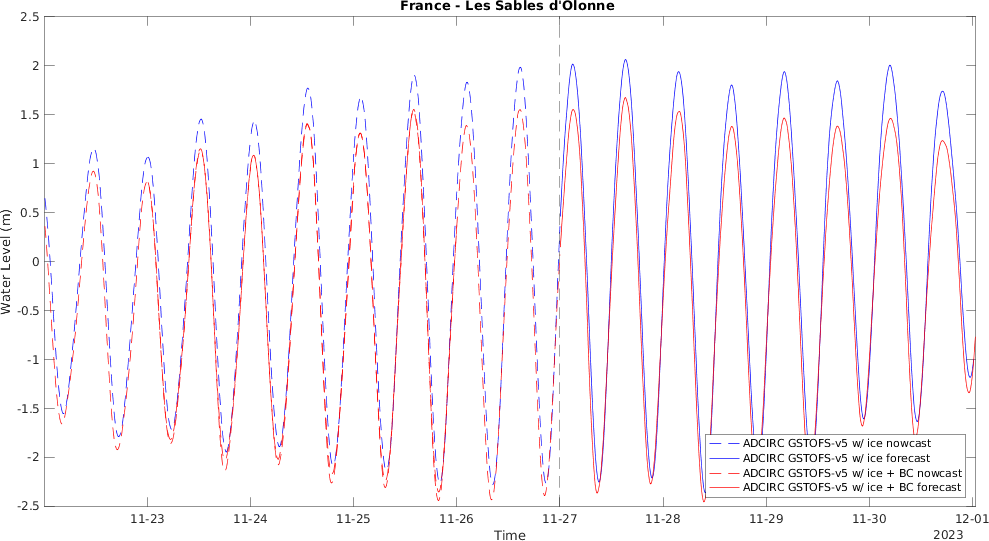 France - Les Sables d'Olonne
2.5
2
1.5
1
0.5
0
-0.5
-1
-1.5
-2
-2.5
Water Level (m)
ADCIRC GSTOFS-v5 w/ ice nowcast
ADCIRC GSTOFS-v5 w/ ice forecast
ADCIRC GSTOFS-v5 w/ ice + BC nowcast
ADCIRC GSTOFS-v5 w/ ice + BC forecast
11-23 11-24 11-25 11-26 11-27 11-28 11-29 11-30 12-01
Time
2023